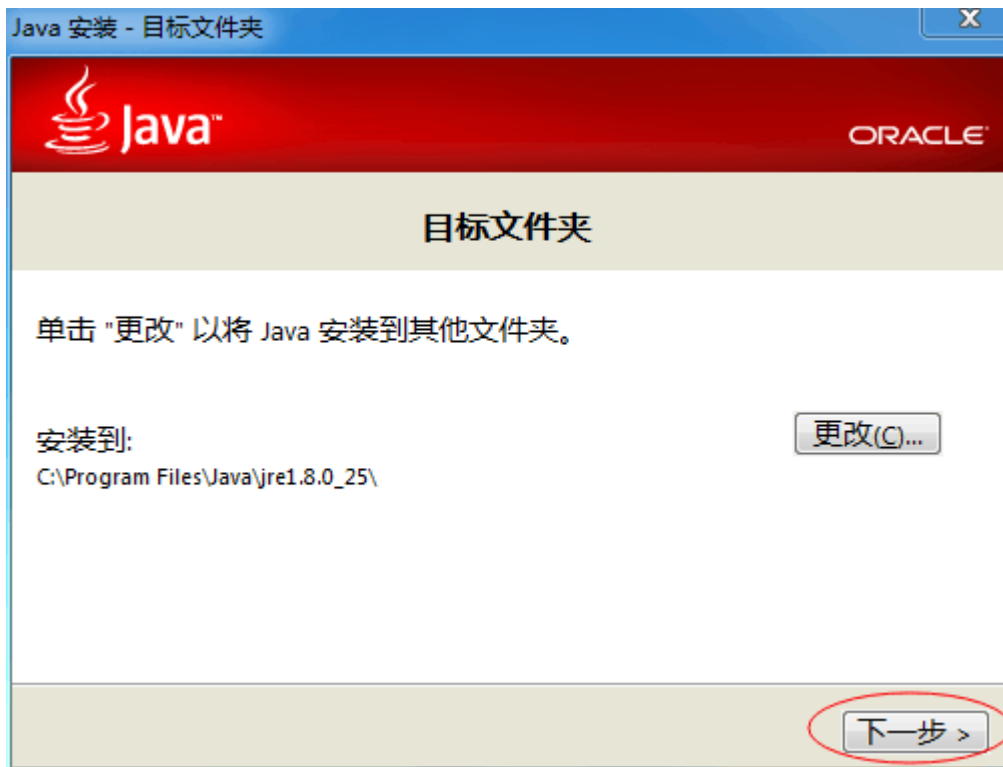 Java 安装 - 目标文件夹
Java™
ORACLE®
目标文件夹
单击 "更改" 以将 Java 安装到其他文件夹。
安装到:
更改(C)...
C:\Program Files\Java\jre1.8.0_25\
下一步 >